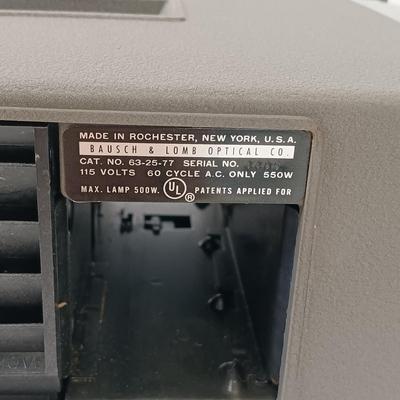 MADE IN ROCHESTER, NEW YORK, U.S.A.
BAUSCH & LOMB OPTICAL CO.
CAT. NO. 63-25-77 SERIAL NO.
115 VOLTS 60 CYCLE A.C. ONLY 550W
MAX. LAMP 500W. UL ® PATENTS APPLIED FOR